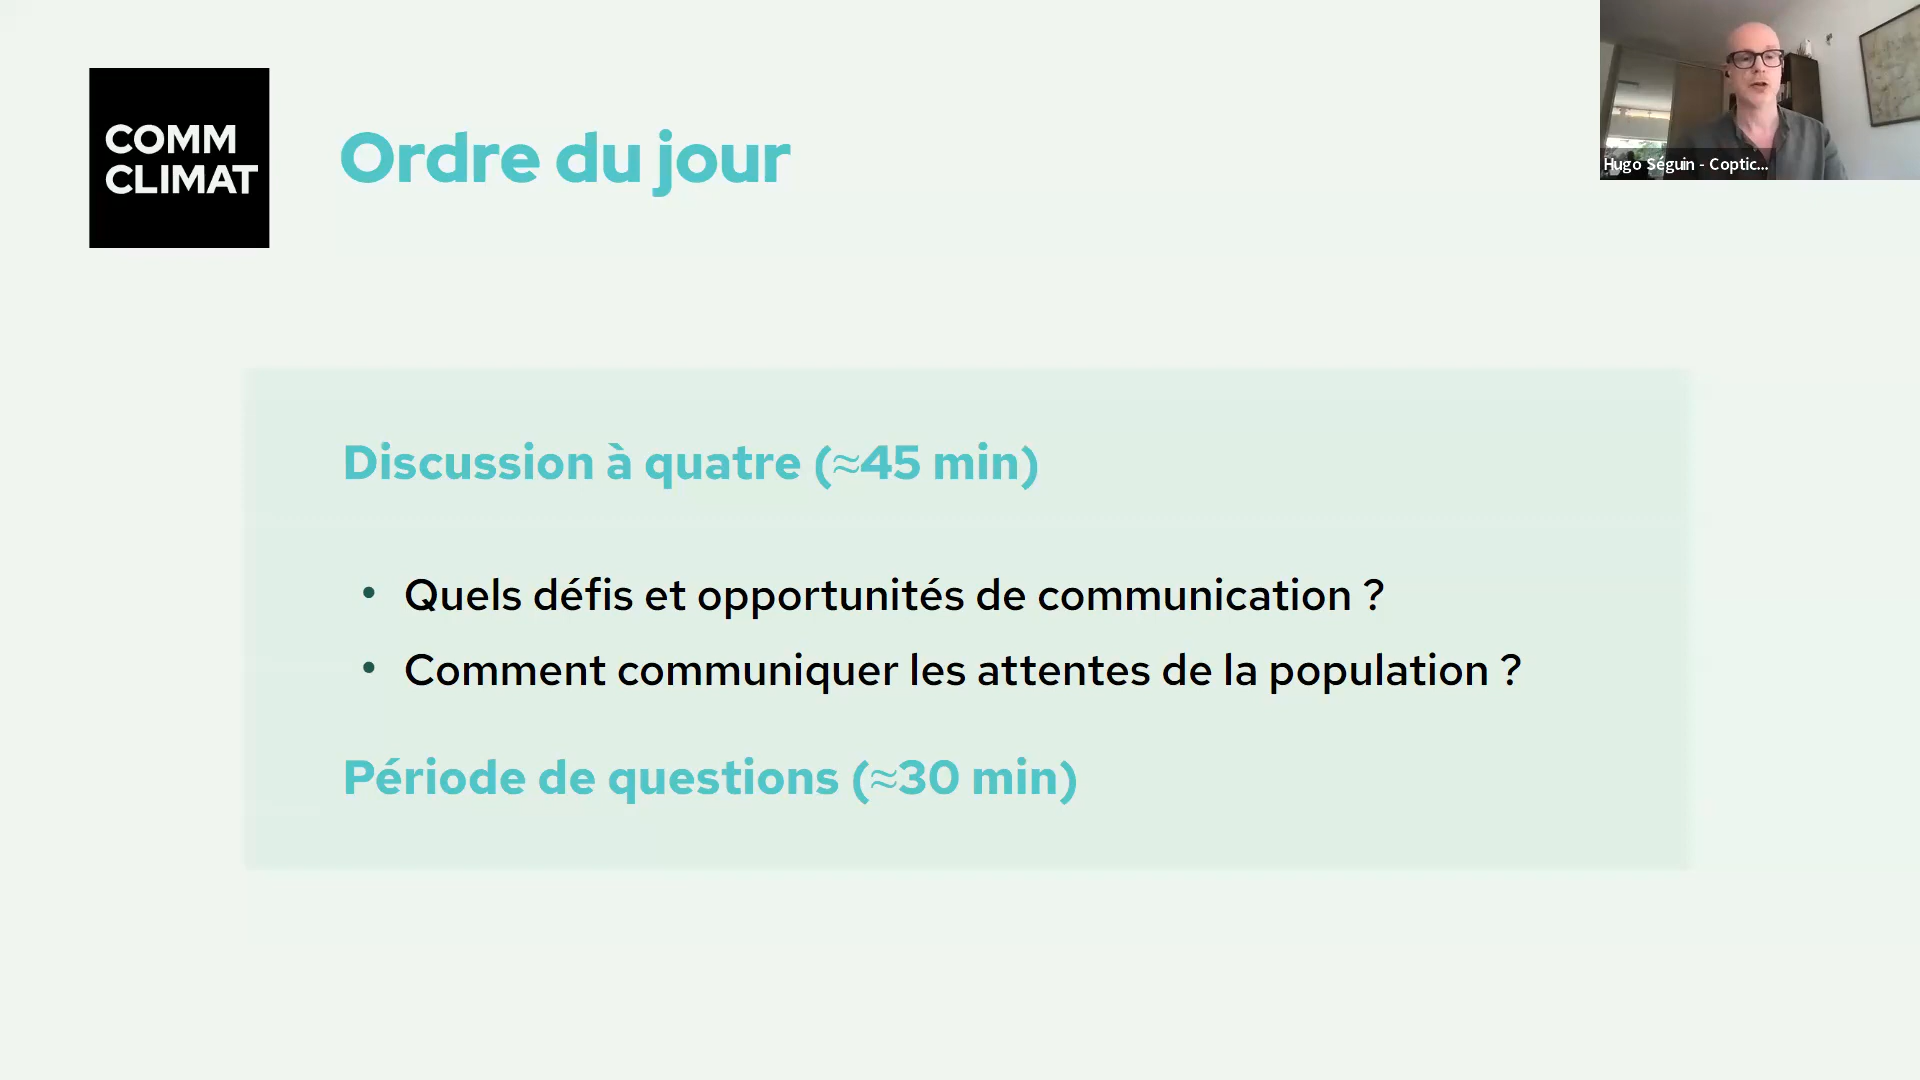 COMM
CLIMAT
Ordre du jour
Hugo Séguin - Coptic...
Discussion à quatre (≈45 min)
• Quels défis et opportunités de communication ?
• Comment communiquer les attentes de la population ?
Période de questions (≈30 min)